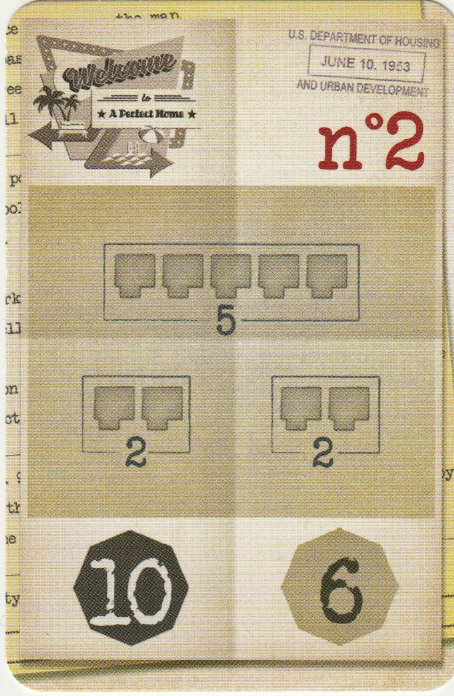 the map
U.S. DEPARTMENT OF HOUSING
JUNE 10, 1953
AND URBAN DEVELOPMENT
Welcome
to
★ A Perfect Home ★
n°2
5
2 2
10 6